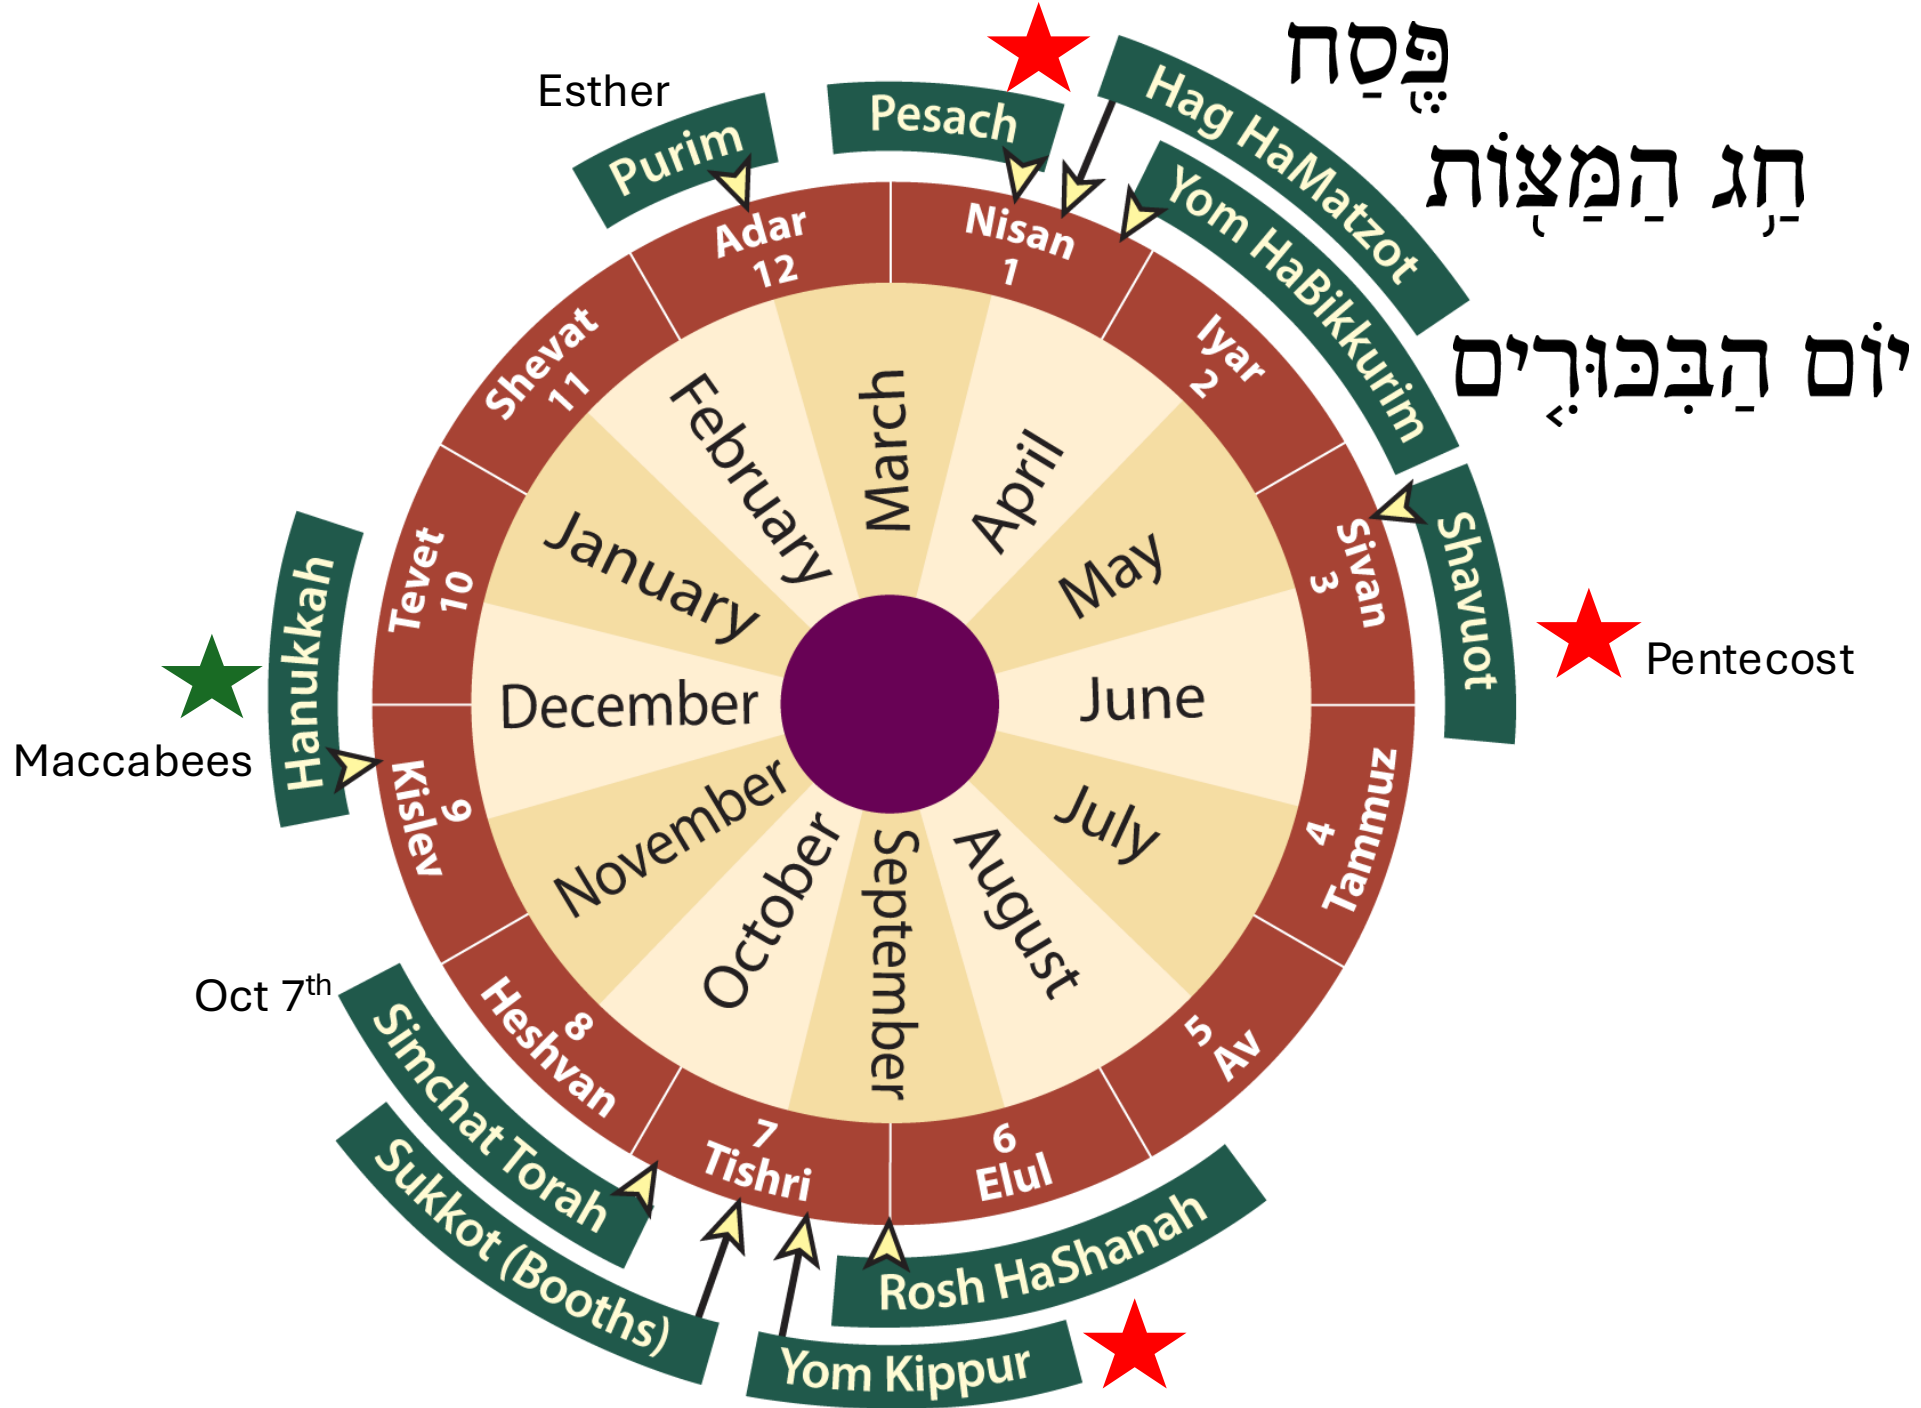 Esther
Purim
Pesach
Hag HaMatzot
Yom HaBikkurim
פֶּ֖סַח
חַ֥ג הַמַּצּ֖וֹת
יוֹם הַבִּכּוּרִ֤ים
Shavuot
Pentecost
Hanukkah
Maccabees
Oct 7th
Simchat Torah
Sukkot (Booths)
Yom Kippur
Rosh HaShanah
Nisan
1
Iyar
2
Sivan
3
4
Tammuz
5
Av
6
Elul
7
Tishri
8
Heshvan
9
Kislev
Tevet
10
Shevat
11
Adar
12
January
February
March
April
May
June
July
August
September
October
November
December